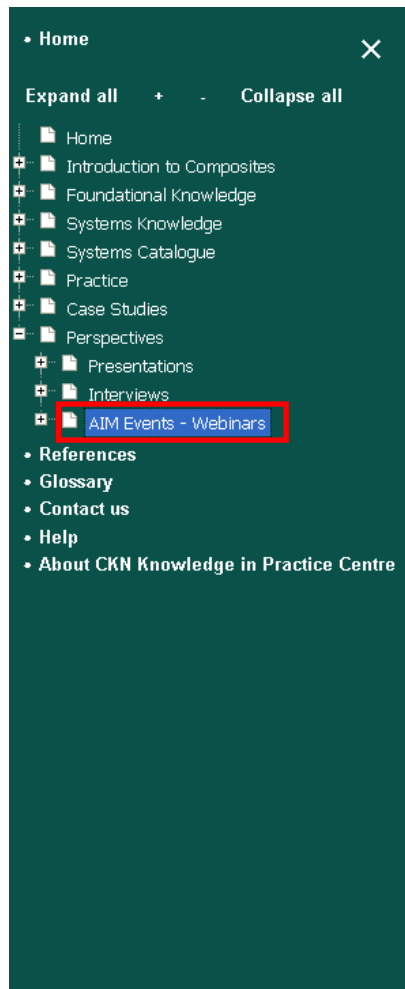 • Home
×
Expand all + - Collapse all
Home
Introduction to Composites
Foundational Knowledge
Systems Knowledge
Systems Catalogue
Practice
Case Studies
Perspectives
Presentations
Interviews
AIM Events - Webinars
• References
• Glossary
• Contact us
• Help
• About CKN Knowledge in Practice Centre